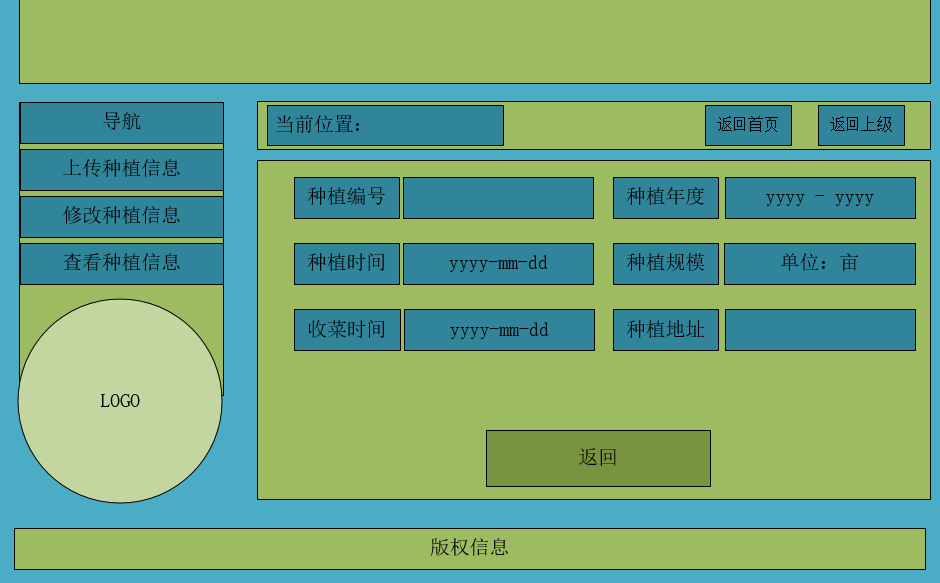 导航
上传种植信息
修改种植信息
查看种植信息
LOGO
当前位置： 返回首页 返回上级
种植编号 种植年度 yyyy - yyyy
种植时间 yyyy-mm-dd 种植规模 单位：亩
收菜时间 yyyy-mm-dd 种植地址
返回
版权信息